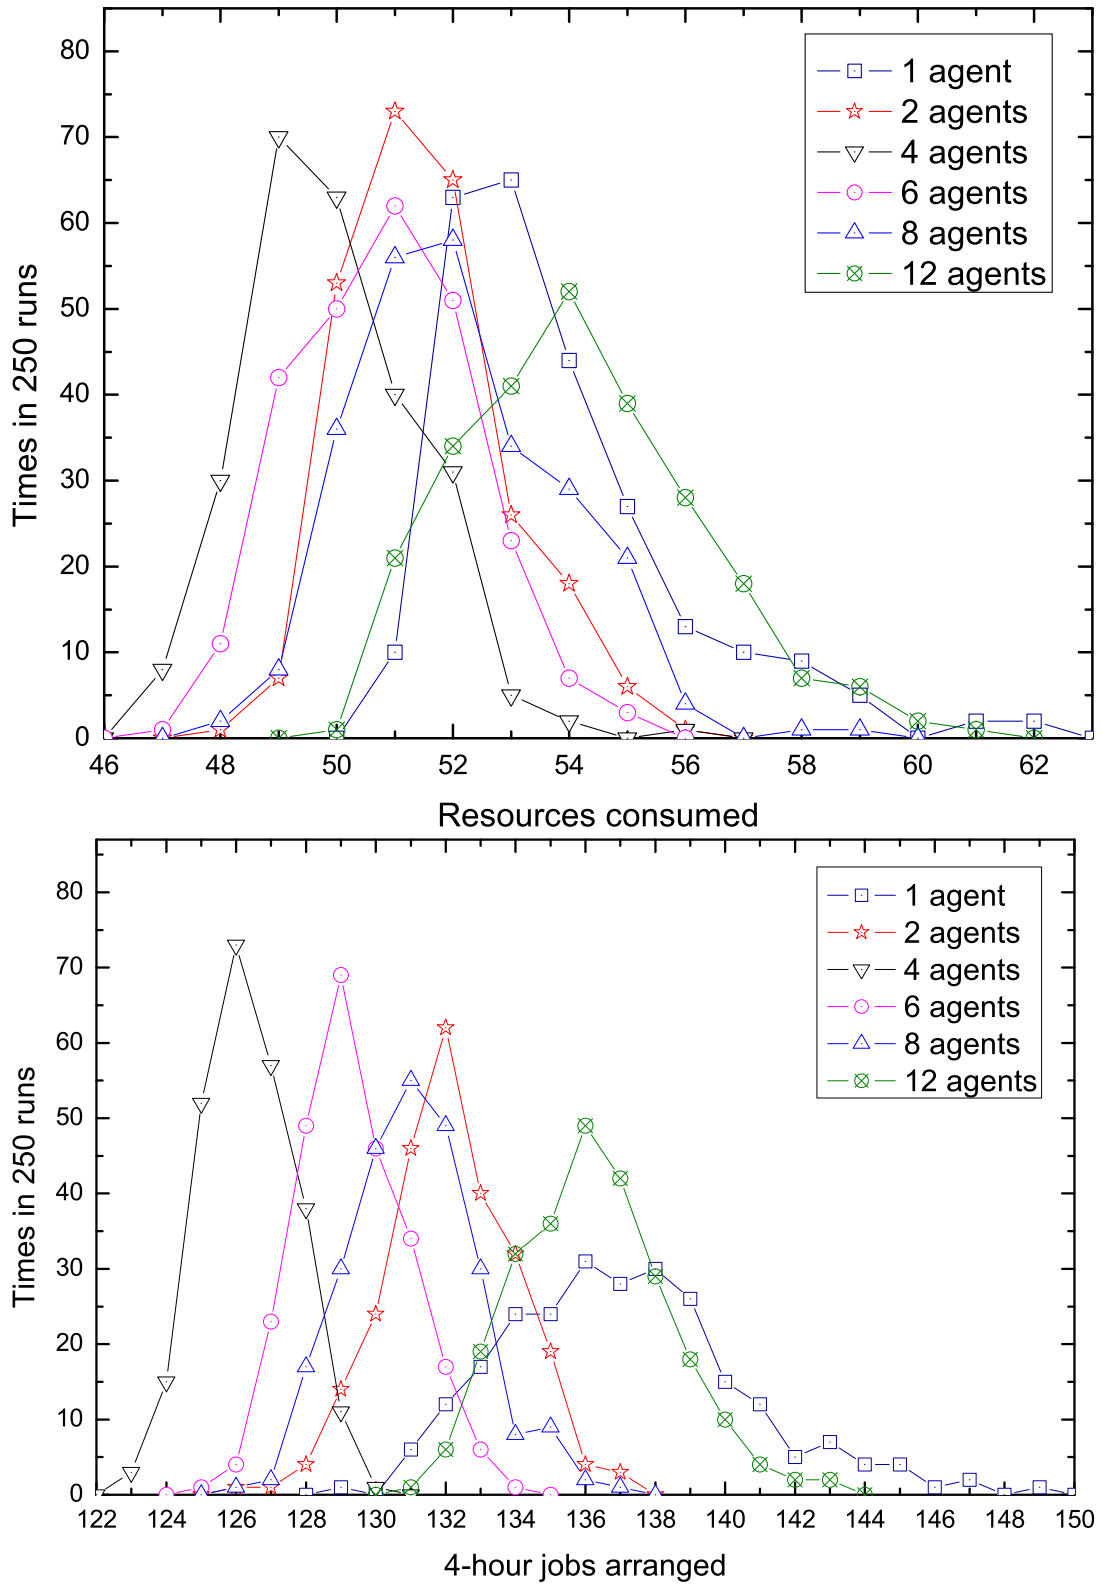 80
70
60
50
40
30
20
10
0
Times in 250 runs
1 agent
2 agents
4 agents
6 agents
8 agents
12 agents
46 48 50 52 54 56 58 60 62
Resources consumed
80
70
60
50
40
30
20
10
0
Times in 250 runs
1 agent
2 agents
4 agents
6 agents
8 agents
12 agents
122 124 126 128 130 132 134 136 138 140 142 144 146 148 150
4-hour jobs arranged